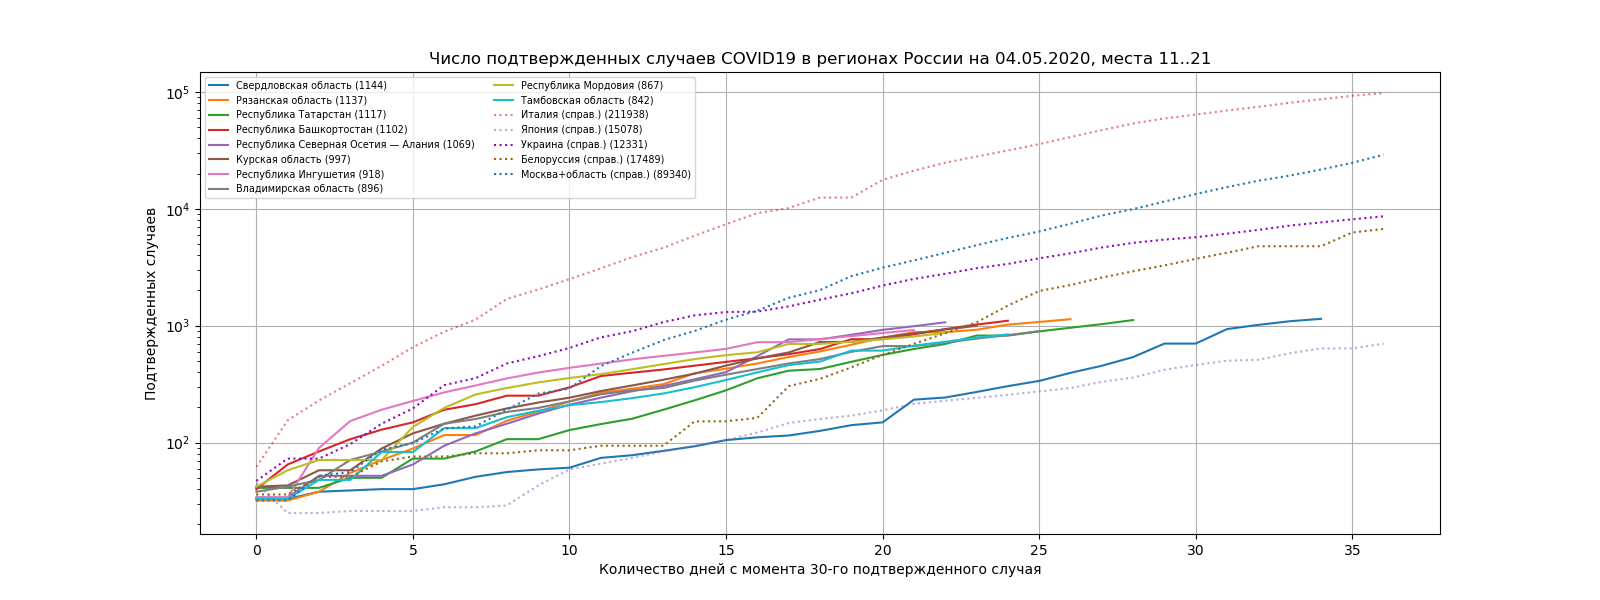 Число подтвержденных случаев COVID19 в регионах России на 04.05.2020, места 11..21
Свердловская область (1144)
Рязанская область (1137)
Республика Татарстан (1117)
Республика Башкортостан (1102)
Республика Северная Осетия — Алания (1069)
Курская область (997)
Республика Ингушетия (918)
Владимирская область (896)
Республика Мордовия (867)
Тамбовская область (842)
Италия (справ.) (211938)
Япония (справ.) (15078)
Украина (справ.) (12331)
Белоруссия (справ.) (17489)
Москва+область (справ.) (89340)
Подтвержденных случаев
10⁵
10⁴
10³
10²
0 5 10 15 20 25 30 35
Количество дней с момента 30-го подтвержденного случая